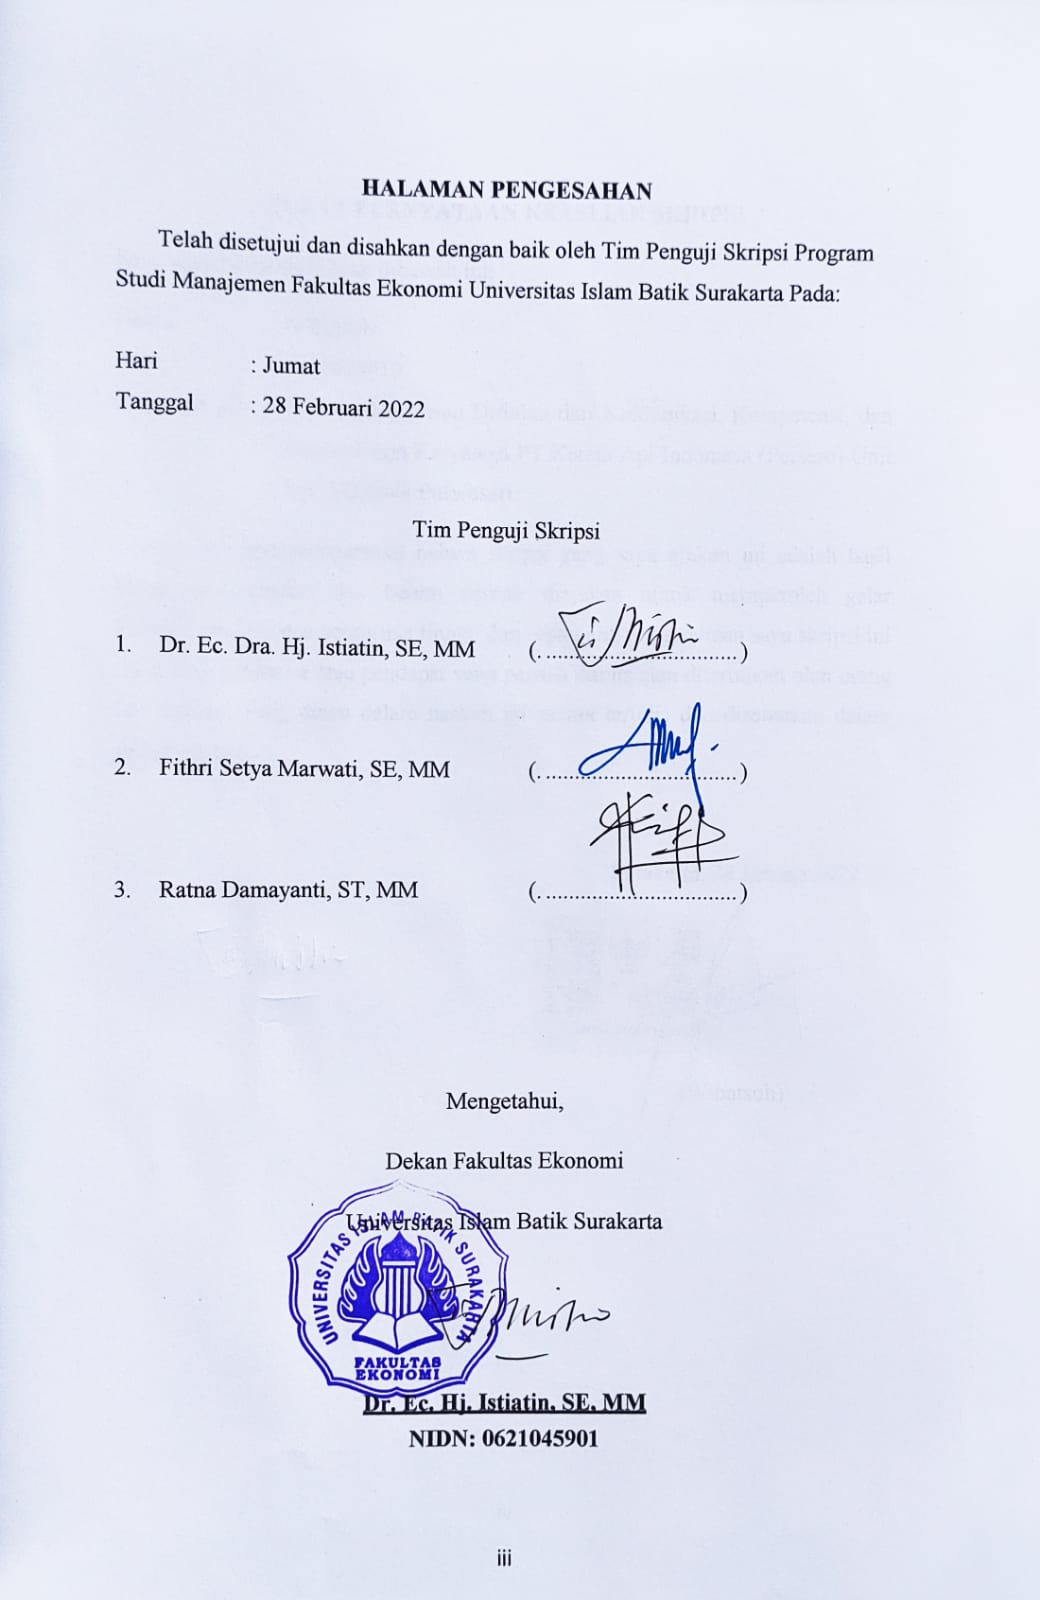 HALAMAN PENGESAHAN
Telah disetujui dan disahkan dengan baik oleh Tim Penguji Skripsi Program
Studi Manajemen Fakultas Ekonomi Universitas Islam Batik Surakarta Pada:
Hari : Jumat
Tanggal : 28 Februari 2022
Tim Penguji Skripsi
1. Dr. Ec. Dra. Hj. Istiatin, SE, MM (..................................)
2. Fithri Setya Marwati, SE, MM (..................................)
3. Ratna Damayanti, ST, MM (..................................)
Mengetahui,
Dekan Fakultas Ekonomi
Universitas Islam Batik Surakarta
UNIVERSITAS ISLAM BATIK SURAKARTA
FAKULTAS
EKONOMI
Dr. Ec. Hj. Istiatin, SE, MM
NIDN: 0621045901
iii